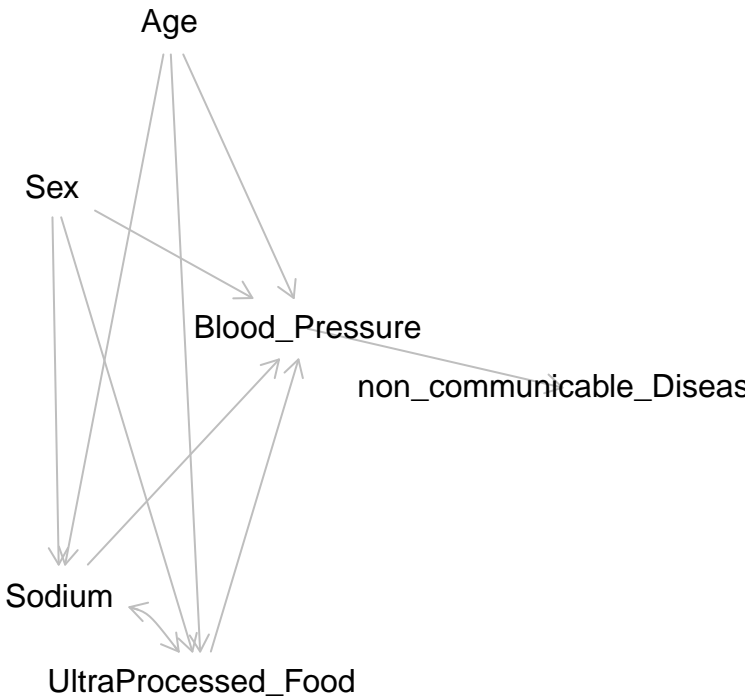 Age
Sex
Blood_Pressure
non_communicable_Diseas
Sodium
UltraProcessed_Food